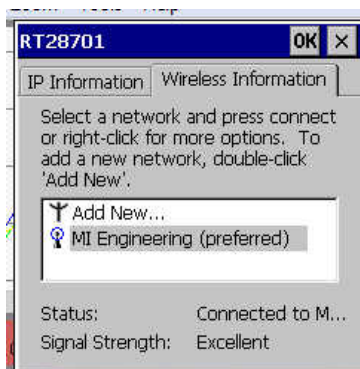 RT28701 OK ×
IP Information Wireless Information
Select a network and press connect
or right-click for more options. To
add a new network, double-click
'Add New'.
Add New...
MI Engineering (preferred)
Status: Connected to M...
Signal Strength: Excellent